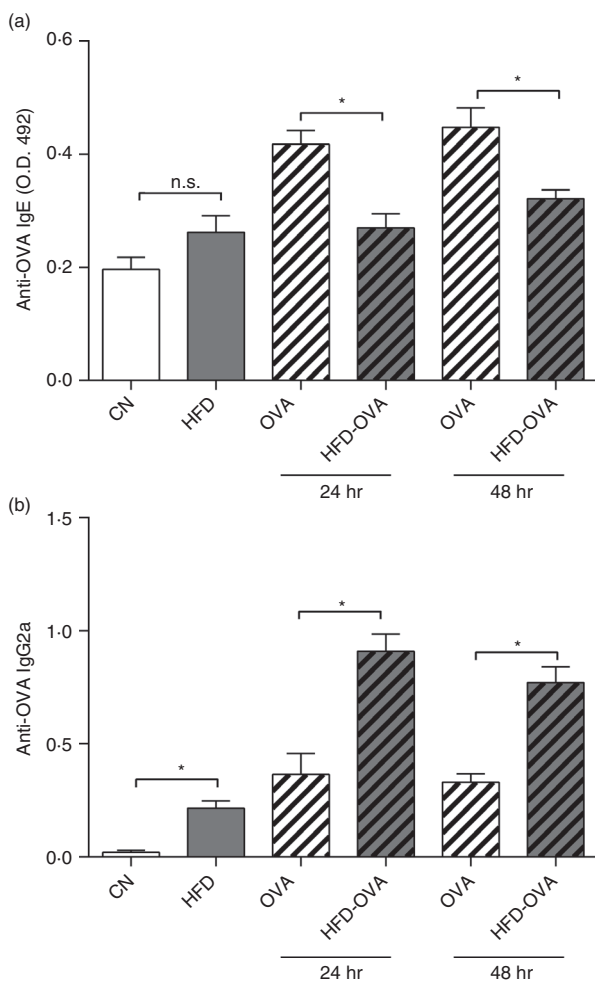 (a)
0·6
0·4
0·2
0·0
Anti-OVA IgE (O.D. 492)
n.s.
*
*
CN
HFD
OVA
HFD-OVA
OVA
HFD-OVA
24 hr
48 hr
(b)
1·5
1·0
0·5
0·0
Anti-OVA IgG2a
*
*
*
CN
HFD
OVA
HFD-OVA
OVA
HFD-OVA
24 hr
48 hr